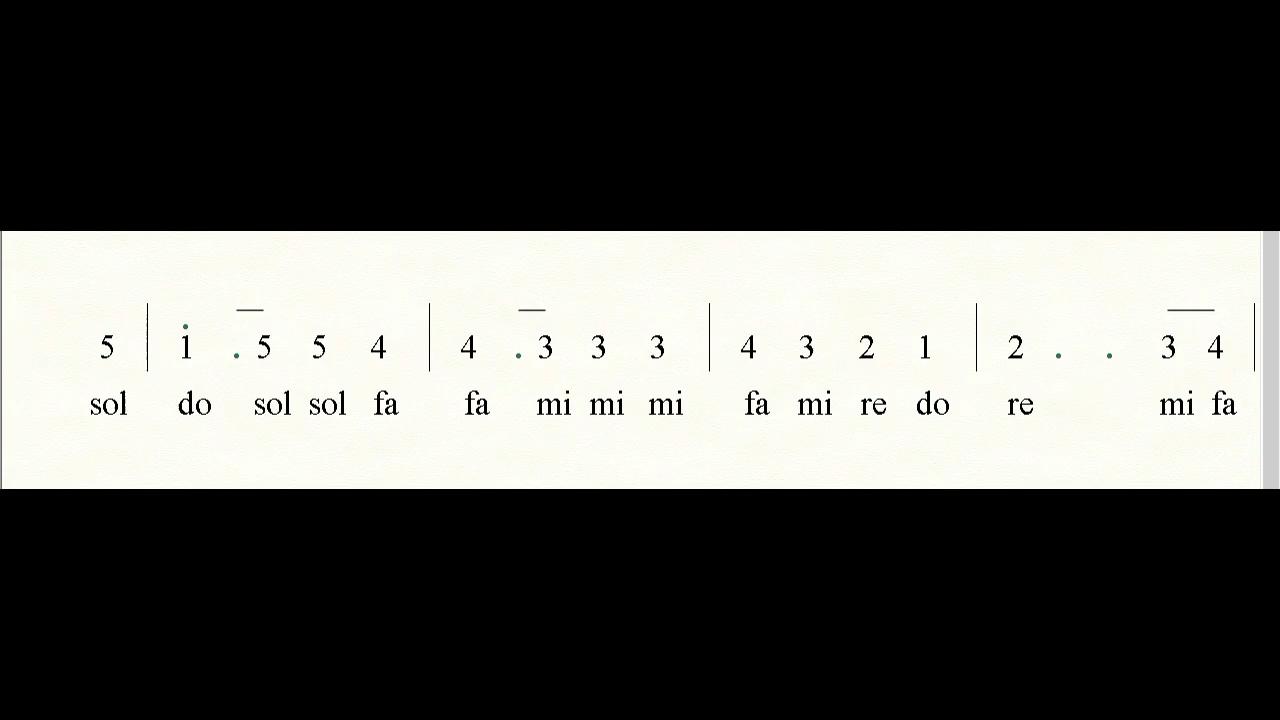 5 | i . 5 5 4 | 4 . 3 3 3 | 4 3 2 1 | 2 . . 3 4 |
sol do sol sol fa fa mi mi mi fa mi re do re mi fa